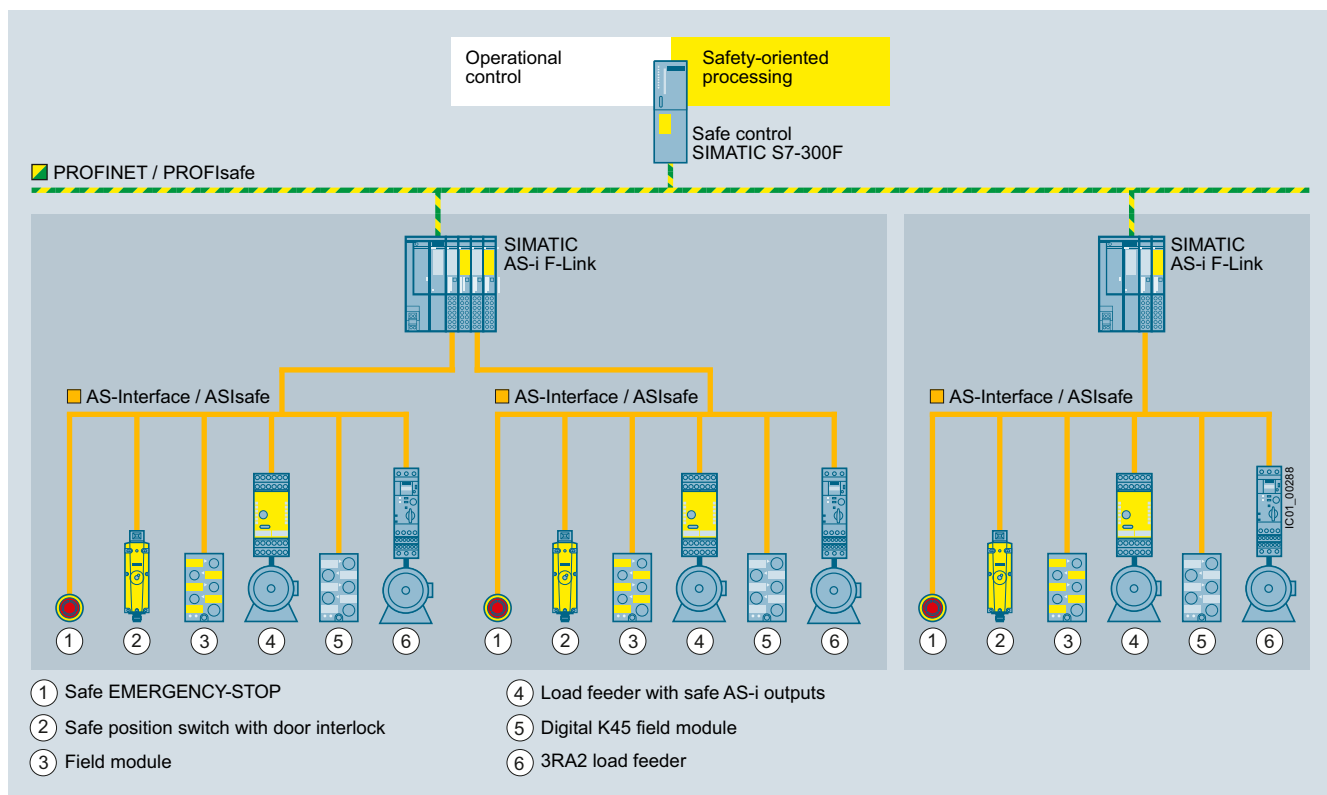 Operational
control
Safety-oriented
processing
Safe control
SIMATIC S7-300F
PROFINET / PROFIsafe
SIMATIC
AS-i F-Link
SIMATIC
AS-i F-Link
AS-Interface / ASIsafe
AS-Interface / ASIsafe
AS-Interface / ASIsafe
IC01_00288
1 2 3 4 5 6 1 2 3 4 5 6 1 2 3 4 5 6
1 Safe EMERGENCY-STOP
2 Safe position switch with door interlock
3 Field module
4 Load feeder with safe AS-i outputs
5 Digital K45 field module
6 3RA2 load feeder